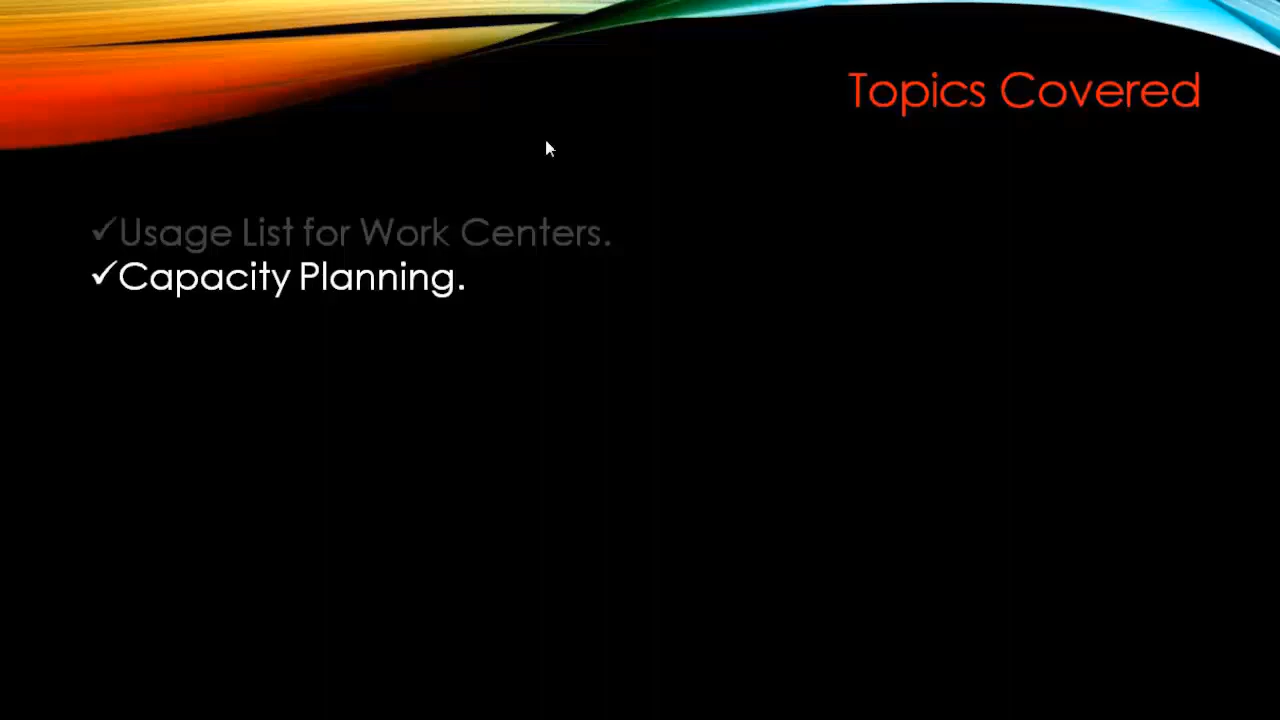 Topics Covered
✓Usage List for Work Centers.
✓Capacity Planning.